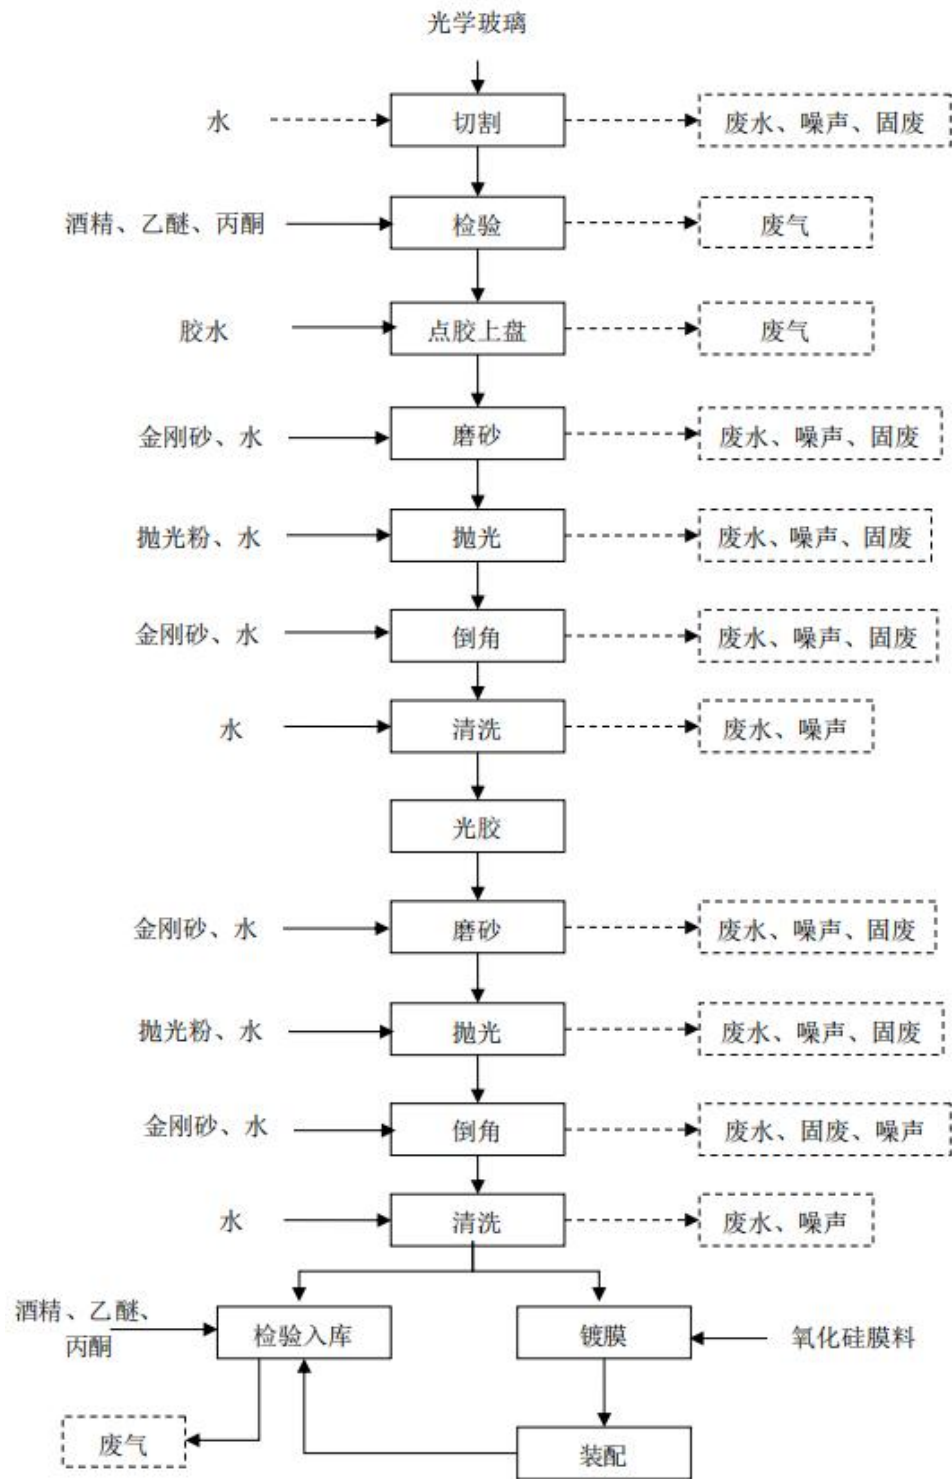 光学玻璃
水
切割
废水、噪声、固废
酒精、乙醚、丙酮
检验
废气
胶水
点胶上盘
废气
金刚砂、水
磨砂
废水、噪声、固废
抛光粉、水
抛光
废水、噪声、固废
金刚砂、水
倒角
废水、噪声、固废
水
清洗
废水、噪声
光胶
金刚砂、水
磨砂
废水、噪声、固废
抛光粉、水
抛光
废水、噪声、固废
金刚砂、水
倒角
废水、固废、噪声
水
清洗
废水、噪声
酒精、乙醚、
丙酮
检验入库
镀膜
氧化硅膜料
废气
装配